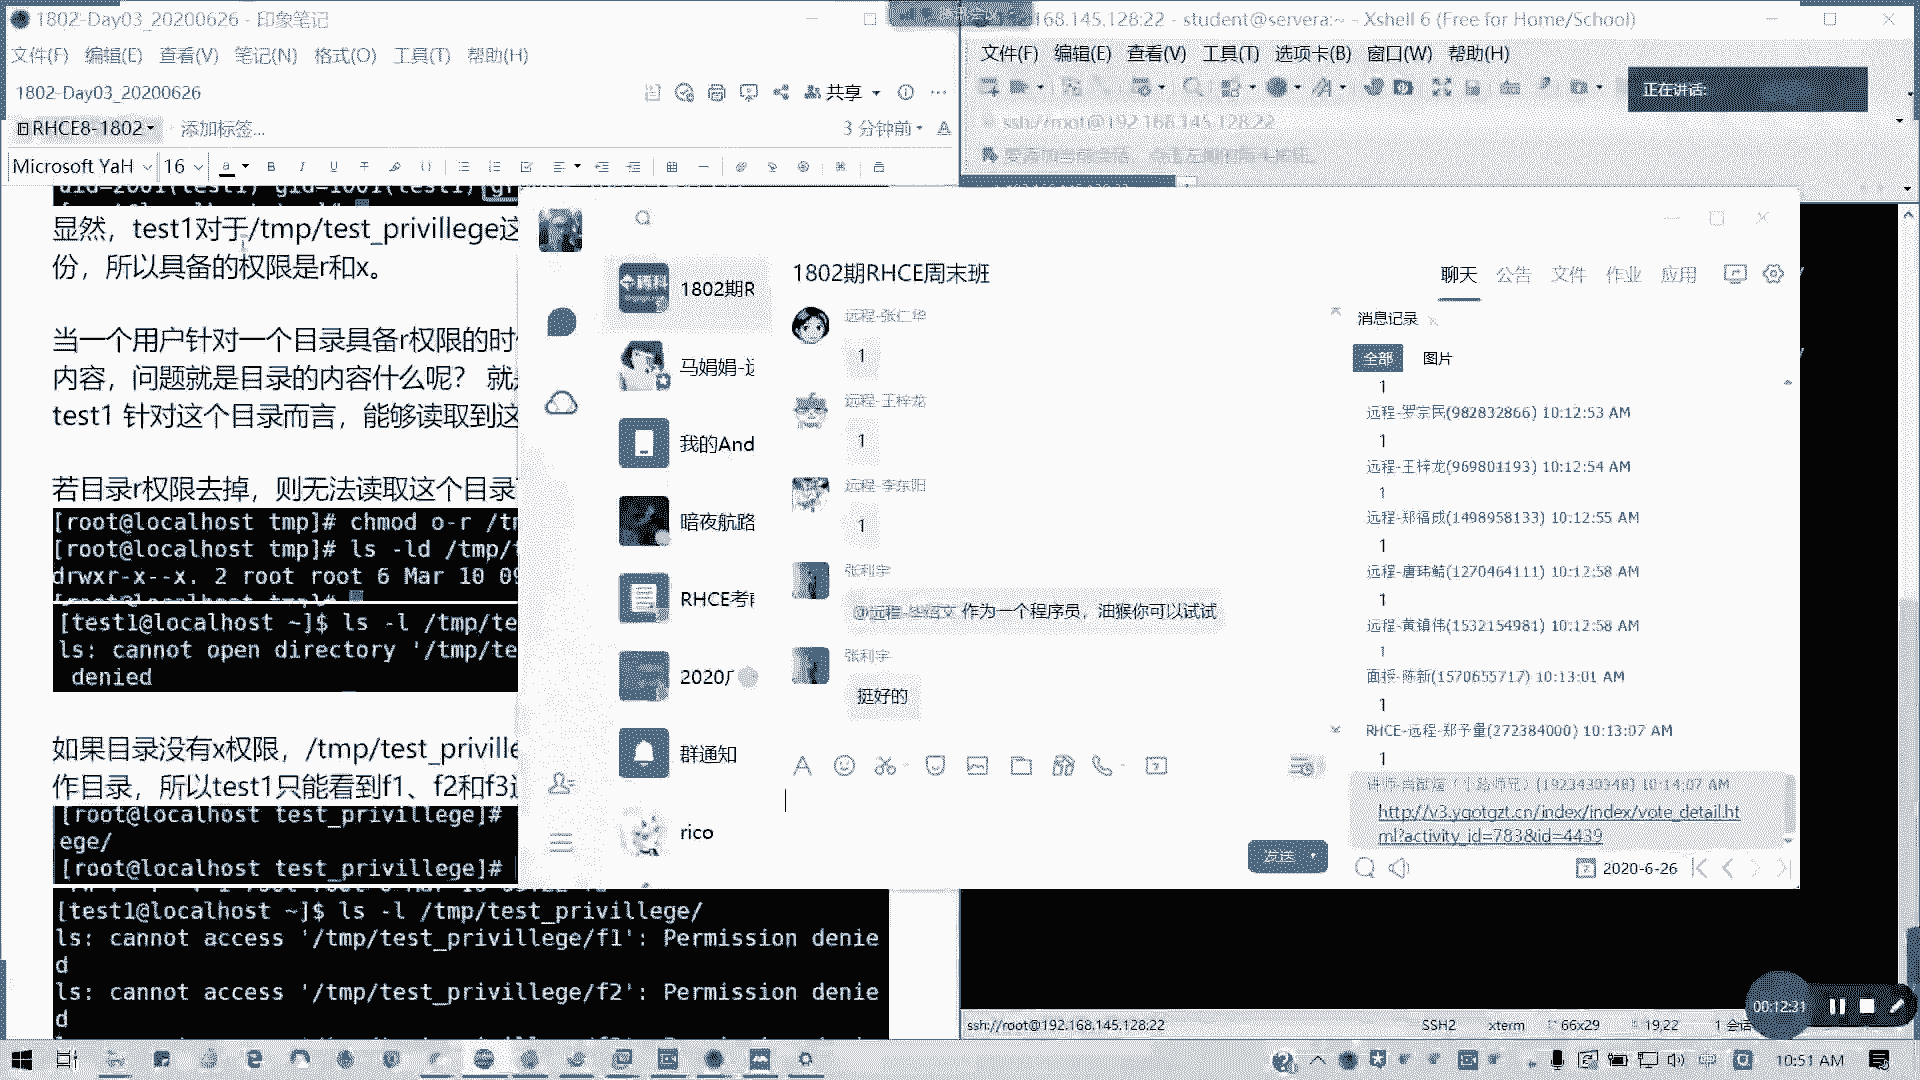 1802-Day03_20200626 - 印象笔记
文件(F) 编辑(E) 查看(V) 笔记(N) 格式(O) 工具(T) 帮助(H)
1802-Day03_20200626
共享
RHCE8-1802
添加标签...
3 分钟前
Microsoft YaH
16
显然，test1对于/tmp/test_privillege这
份，所以具备的权限是r和x。
当一个用户针对一个目录具备r权限的时
内容，问题就是目录的内容什么呢？ 就
test1 针对这个目录而言，能够读取到这
若目录r权限去掉，则无法读取这个目录
[root@localhost tmp]# chmod o-r /t
[root@localhost tmp]# ls -ld /tmp/
drwxr-x--x. 2 root root 6 Mar 10 09
[test1@localhost ~]$ ls -l /tmp/te
ls: cannot open directory '/tmp/te
denied
如果目录没有x权限，/tmp/test_priville
作目录，所以test1只能看到f1、f2和f3
[root@localhost test_privillege]#
ege/
[root@localhost test_privillege]#
[test1@localhost ~]$ ls -l /tmp/test_privillege/
ls: cannot access '/tmp/test_privillege/f1': Permission denie
d
ls: cannot access '/tmp/test_privillege/f2': Permission denie
d
68.145.128:22 - student@servera:~ - Xshell 6 (Free for Home/School)
文件(F) 编辑(E) 查看(V) 工具(T) 选项卡(B) 窗口(W) 帮助(H)
正在讲话:
ssh://root@192.168.145.128:22
1802期R
马娟娟-
我的And
暗夜航路
RHCE考
2020
群通知
rico
1802期RHCE周末班
聊天 公告 文件 作业 应用
远程-张仁华
1
远程-王梓龙
1
远程-李东阳
1
张利宇
作为一个程序员，油猴你可以试试
张利宇
挺好的
发送
消息记录
全部 图片
1
远程-罗宗民(982832866) 10:12:53 AM
1
远程-王梓龙(969801193) 10:12:54 AM
1
远程-郑福成(1498958133) 10:12:55 AM
1
(1270464111) 10:12:58 AM
1
远程-黄镇伟(1532154981) 10:12:58 AM
1
面授-陈新(1570655717) 10:13:01 AM
1
RHCE-远程-郑予量(272384000) 10:13:07 AM
1
10:14:07 AM
http://v3.yqotgzt.cn/index/index/vote_detail.ht
ml?activity_id=783&id=4439
2020-6-26
00:12:31
ssh://root@192.168.145.128:22
SSH2 xterm 66x29 19,22
10:51 AM